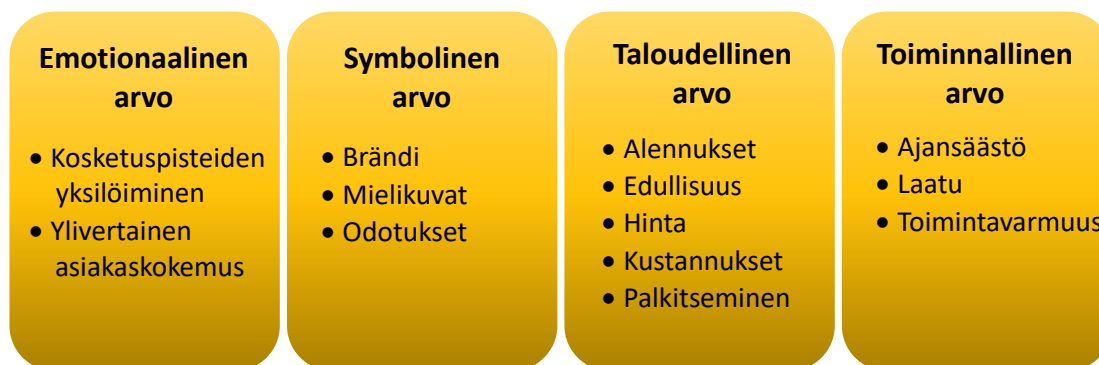 Emotionaalinen
arvo
• Kosketuspisteiden
yksilöiminen
• Ylivertainen
asiakaskokemus
Symbolinen
arvo
• Brändi
• Mielikuvat
• Odotukset
Taloudellinen
arvo
• Alennukset
• Edullisuus
• Hinta
• Kustannukset
• Palkitseminen
Toiminnallinen
arvo
• Ajansäästö
• Laatu
• Toimintavarmuus